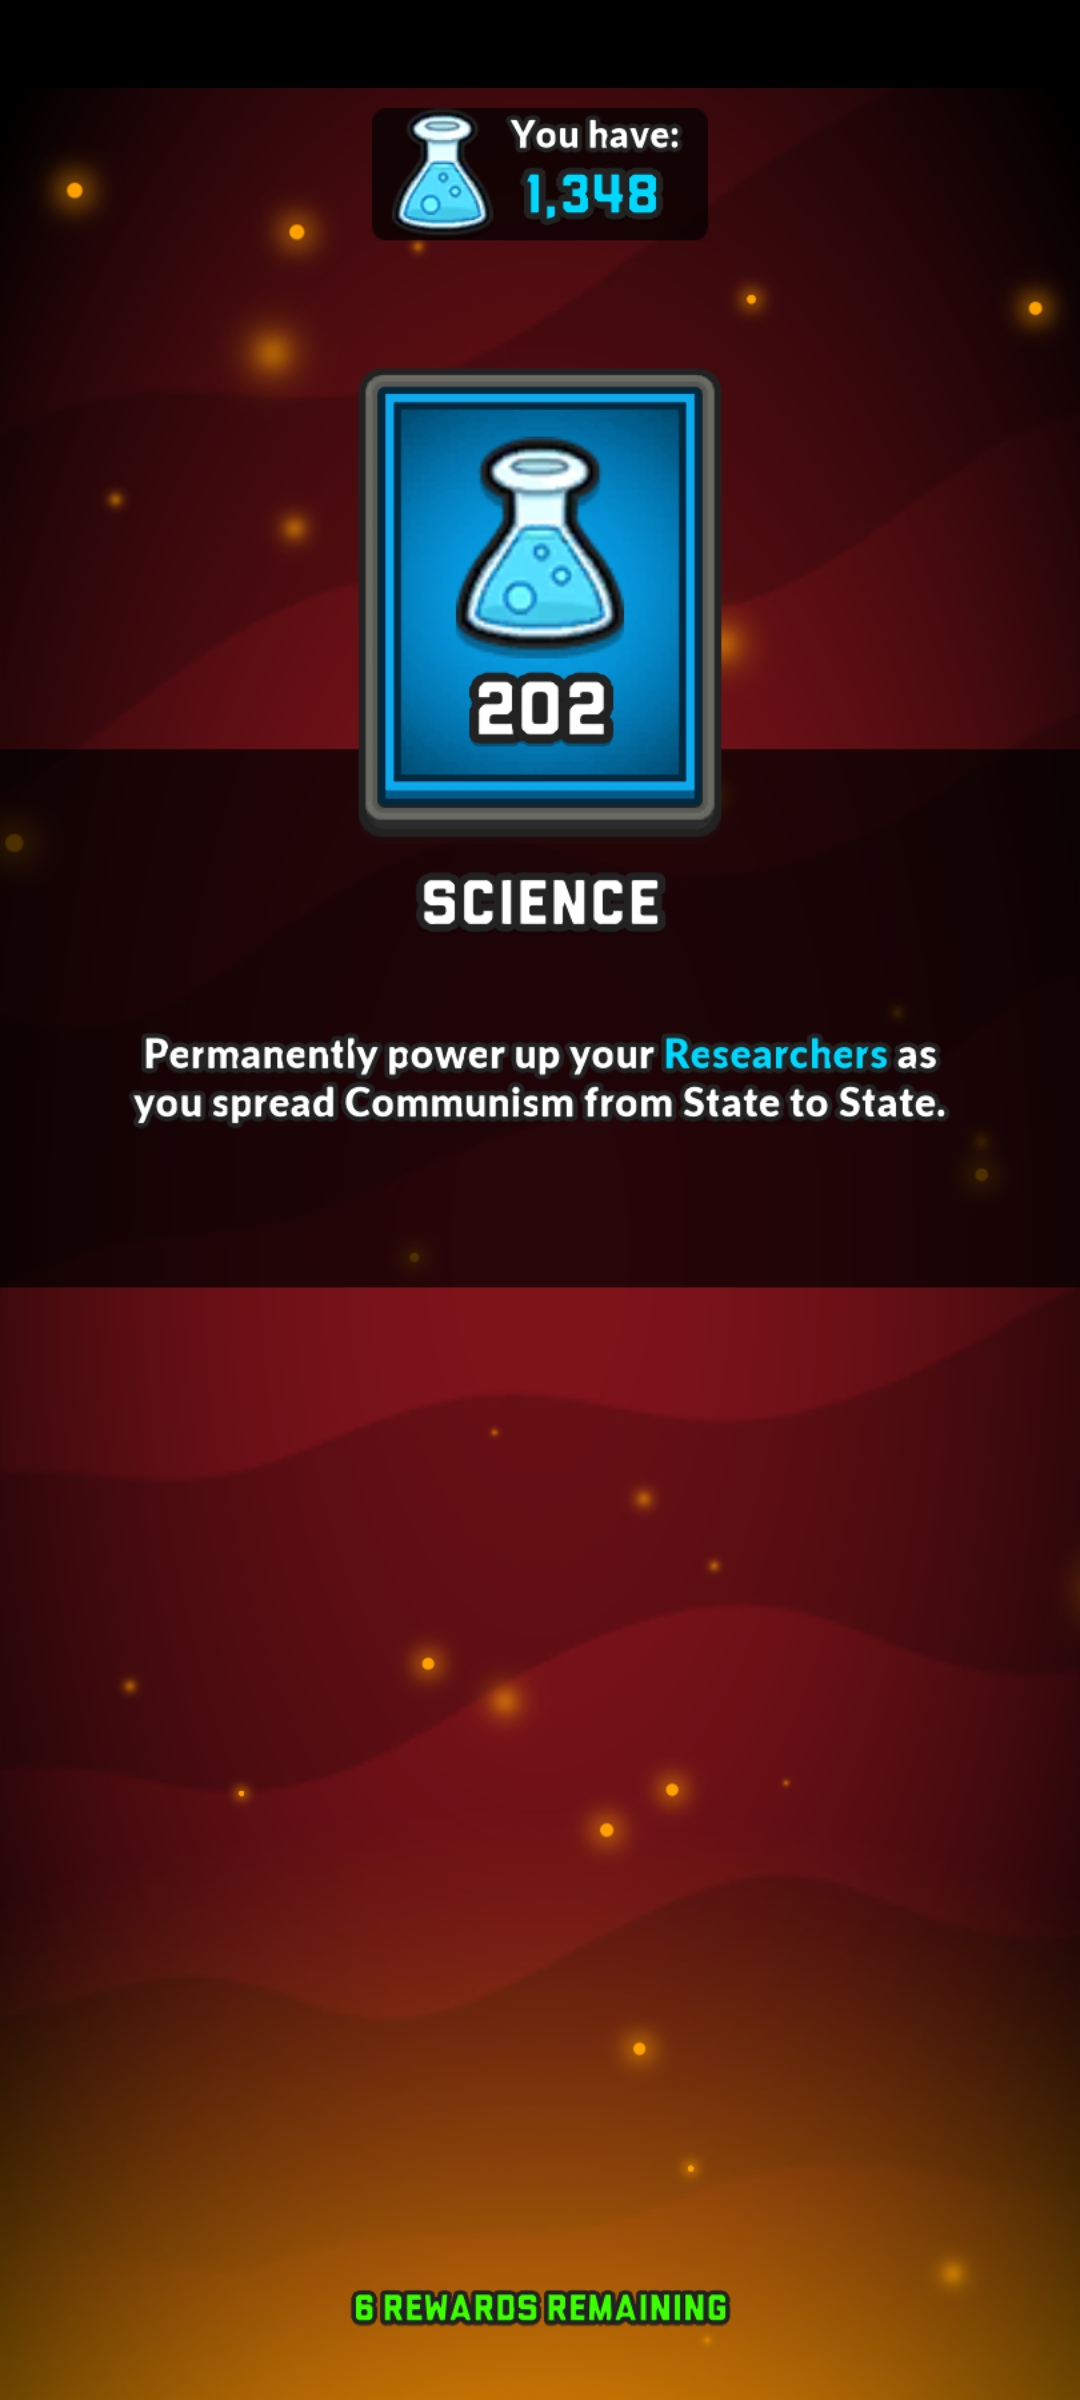 You have:
1,348
202
SCIENCE
Permanently power up your Researchers as
you spread Communism from State to State.
6 REWARDS REMAINING